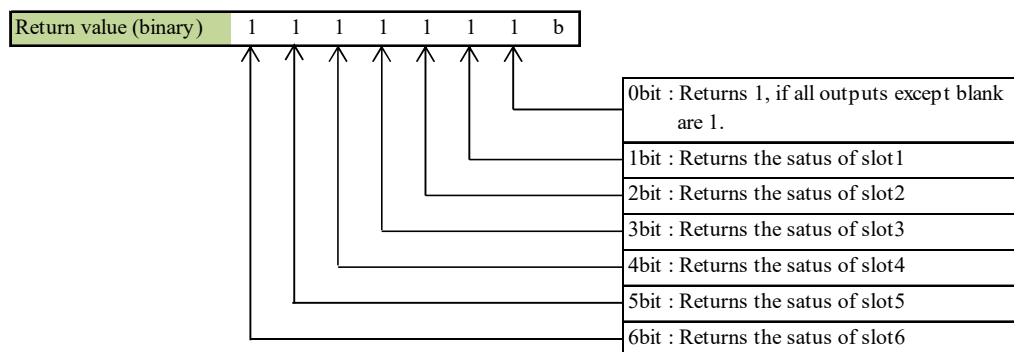 Return value (binary) 1 1 1 1 1 1 1 b
0bit : Returns 1, if all outputs except blank
are 1.
1bit : Returns the satus of slot1
2bit : Returns the satus of slot2
3bit : Returns the satus of slot3
4bit : Returns the satus of slot4
5bit : Returns the satus of slot5
6bit : Returns the satus of slot6